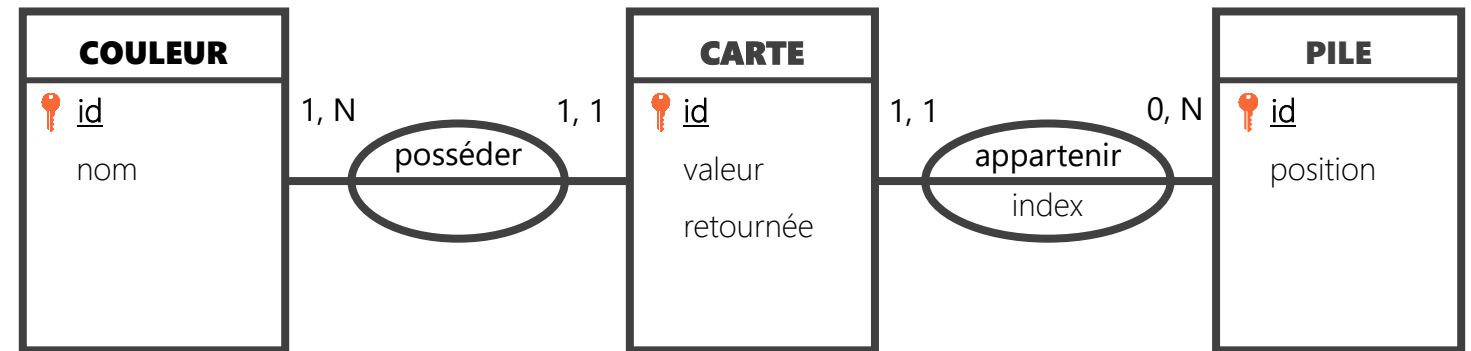 COULEUR
id
nom
1, N
posséder
1, 1
CARTE
id
valeur
retournée
1, 1
appartenir
index
0, N
PILE
id
position